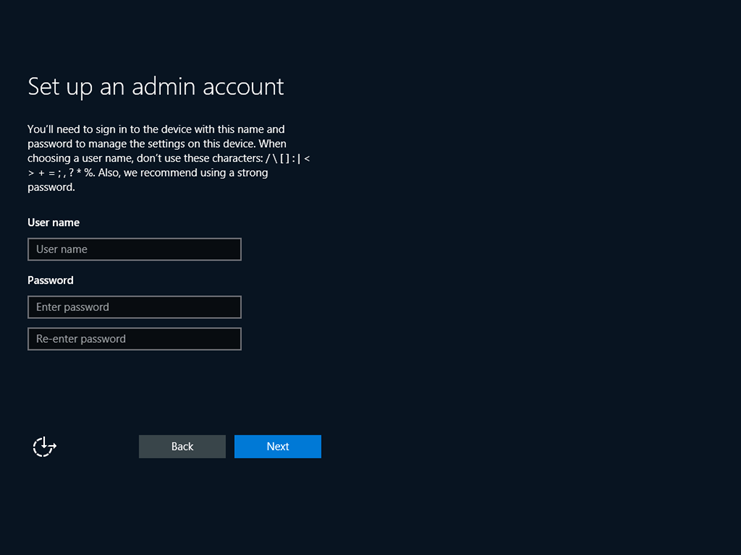 Set up an admin account
You'll need to sign in to the device with this name and
password to manage the settings on this device. When
choosing a user name, don't use these characters: / \ [ ] : | <
> + = ; , ? * %. Also, we recommend using a strong
password.
User name
User name
Password
Enter password
Re-enter password
Back
Next